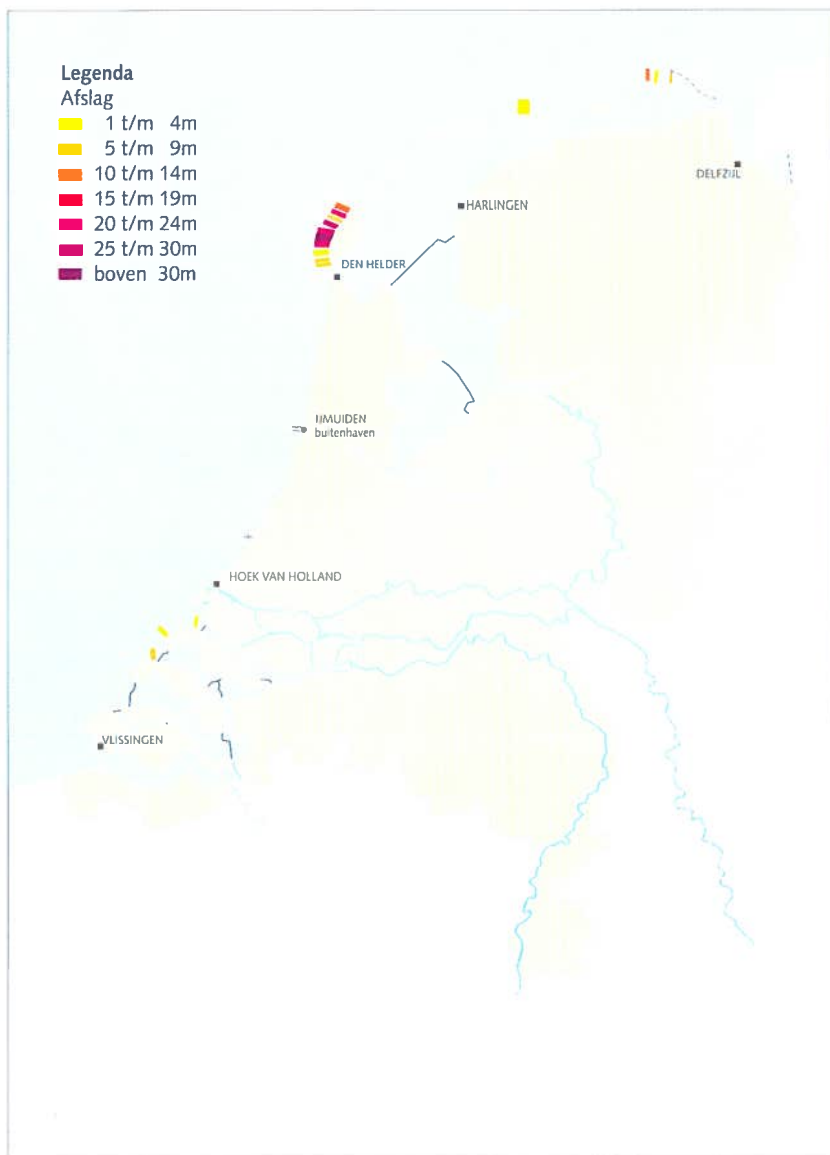 Legenda
Afslag
1 t/m 4m
5 t/m 9m
10 t/m 14m
15 t/m 19m
20 t/m 24m
25 t/m 30m
boven 30m
DELFZIJL
HARLINGEN
DEN HELDER
IJMUIDEN
buitenhaven
HOEK VAN HOLLAND
VLISSINGEN